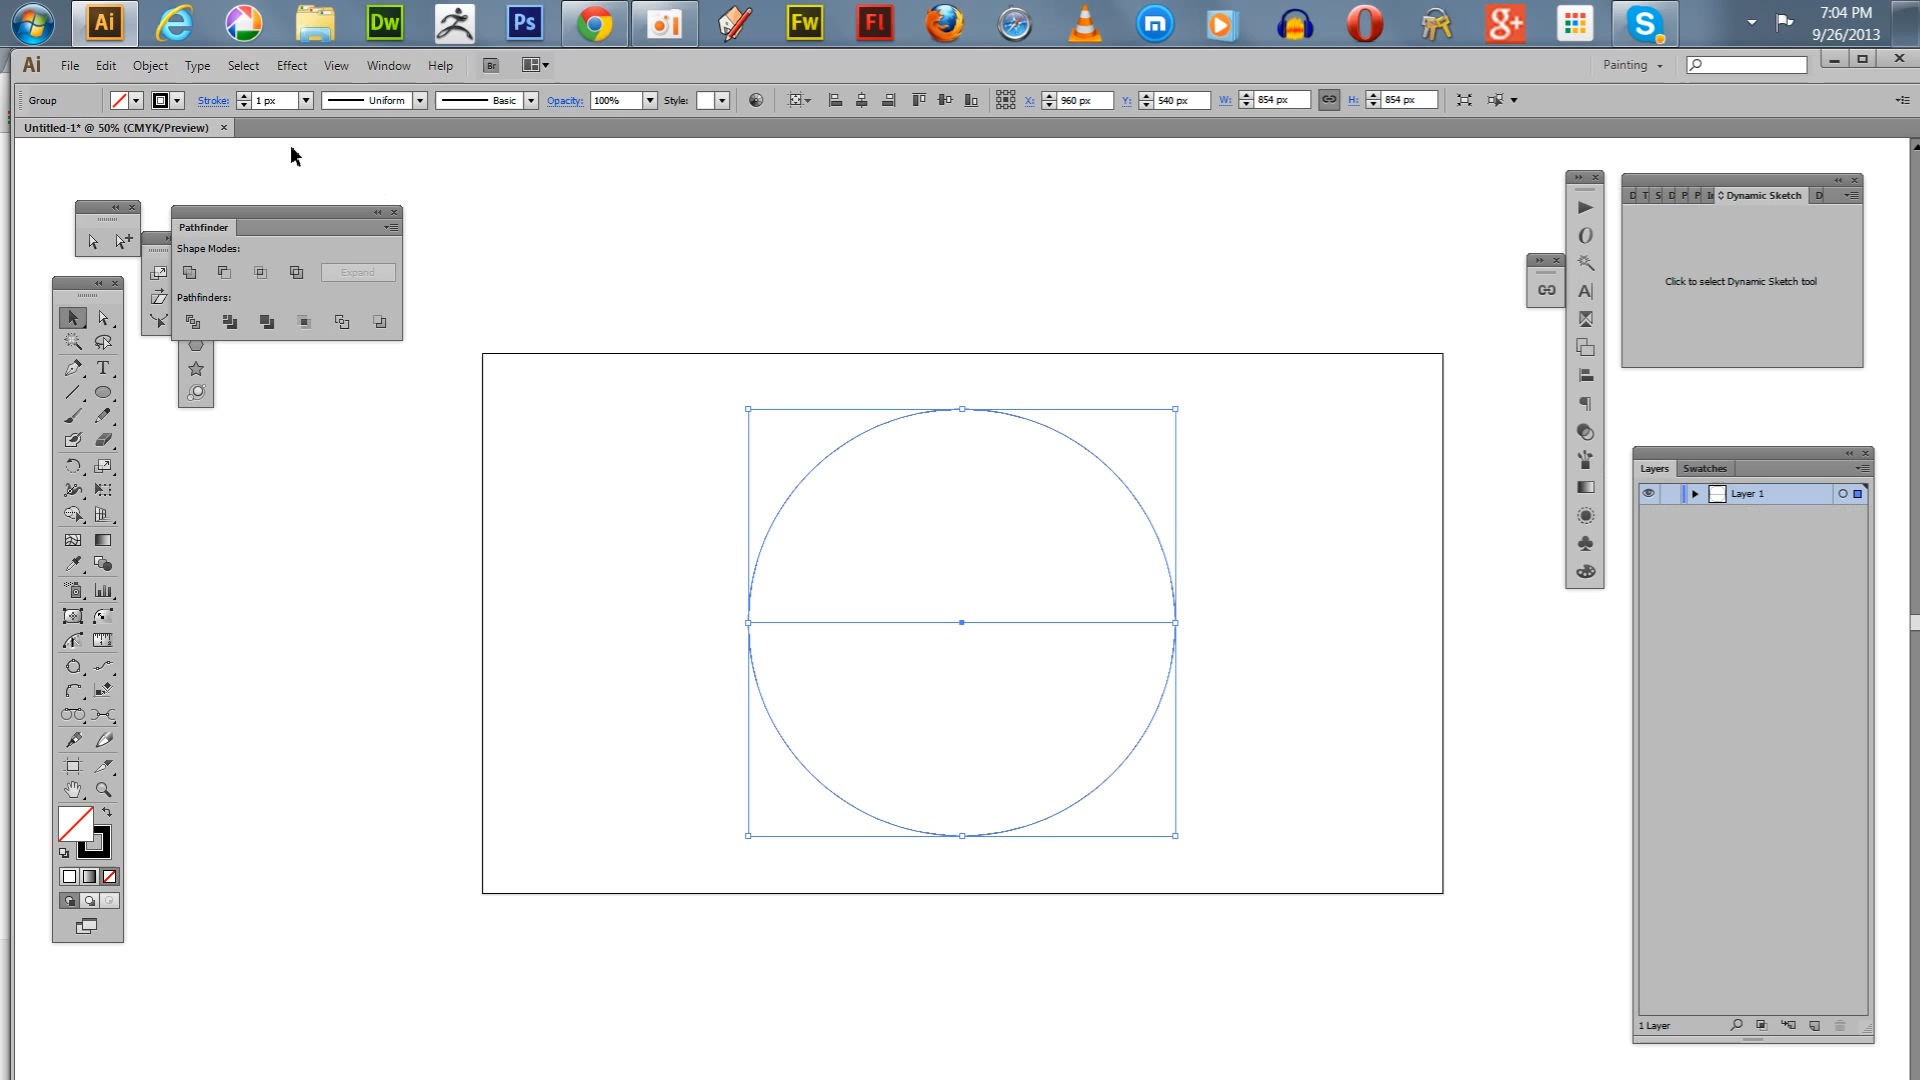 Ai
Dw
Ps
Fw
Fl
g+
S
7:04 PM
9/26/2013
Ai
File
Edit
Object
Type
Select
Effect
View
Window
Help
Br
Painting
Group
Stroke:
1 px
Uniform
Basic
Opacity:
100%
Style:
X:
960 px
Y:
540 px
W:
854 px
H:
854 px
Untitled-1* @ 50% (CMYK/Preview)
Pathfinder
Shape Modes:
Expand
Pathfinders:
D T S D P P I Dynamic Sketch D
Click to select Dynamic Sketch tool
Layers
Swatches
Layer 1
1 Layer